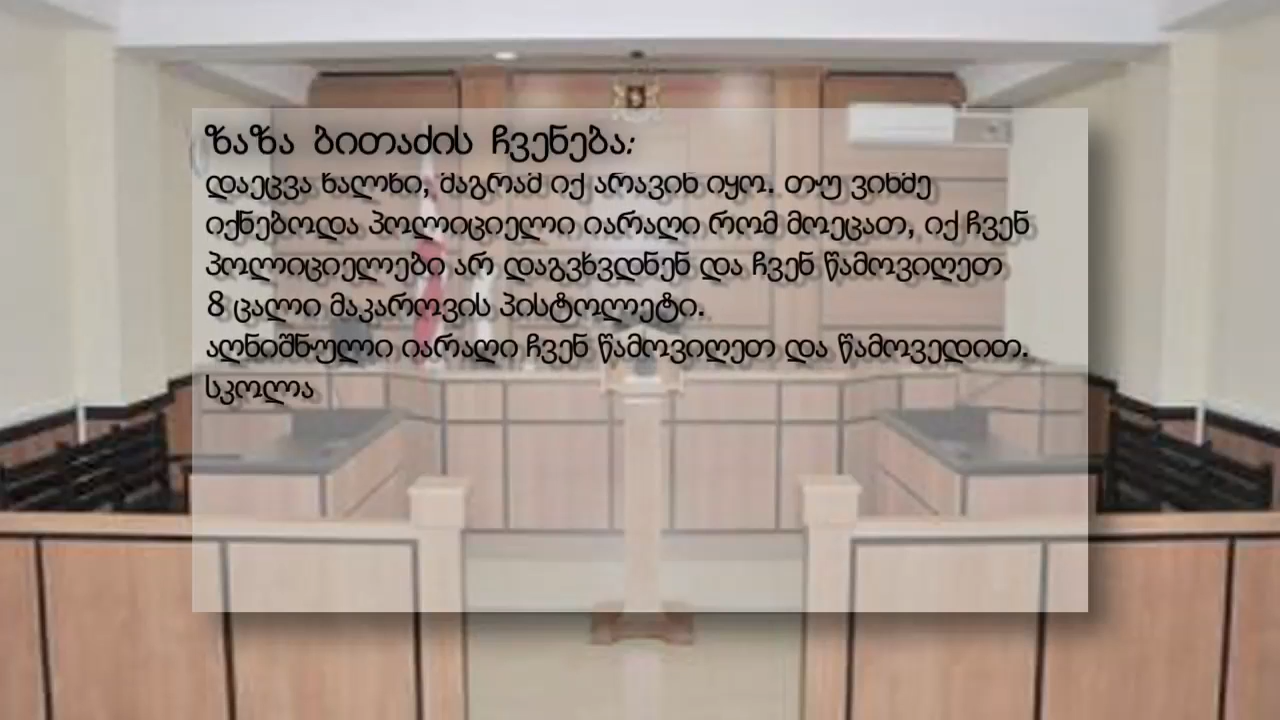 ზაზა ბითაძის ჩვენება:
დაეცვა ხალხი, მაგრამ იქ არავინ იყო. თუ ვინმე
იქნებოდა პოლიციელი იარაღი რომ მოეცათ, იქ ჩვენ
პოლიციელები არ დაგვხვდნენ და ჩვენ წამოვიღეთ
8 ცალი მაკაროვის პისტოლეტი.
აღნიშნული იარაღი ჩვენ წამოვიღეთ და წამოვედით.
სკოლა